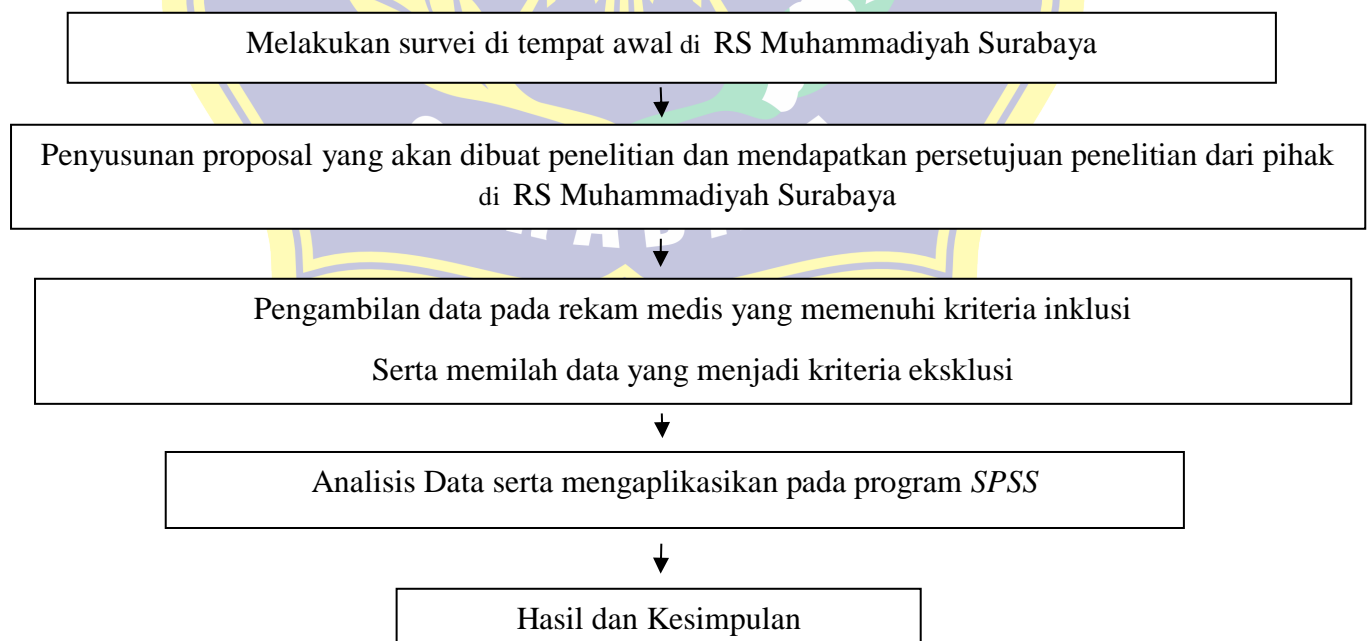 Melakukan survei di tempat awal di RS Muhammadiyah Surabaya
Penyusunan proposal yang akan dibuat penelitian dan mendapatkan persetujuan penelitian dari pihak
di RS Muhammadiyah Surabaya
Pengambilan data pada rekam medis yang memenuhi kriteria inklusi
Serta memilah data yang menjadi kriteria eksklusi
Analisis Data serta mengaplikasikan pada program SPSS
Hasil dan Kesimpulan